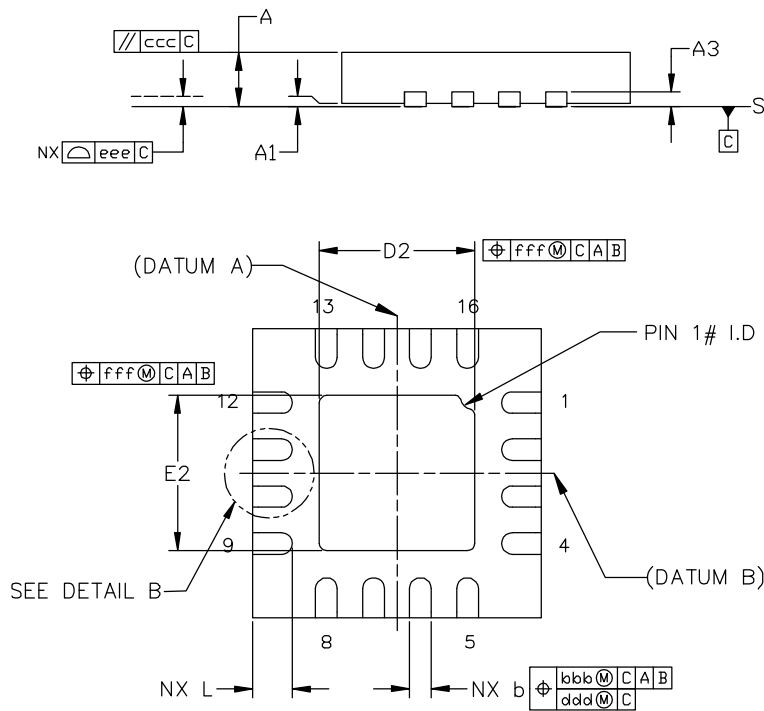 A
// ccc C
A3
S
C
NX ⌓ eee C
A1
D2
⌖ fff Ⓜ C A B
(DATUM A)
13
16
PIN 1# I.D
⌖ fff Ⓜ C A B
12
1
E2
9
4
SEE DETAIL B
(DATUM B)
8
5
NX L
NX b
⌖ bbb Ⓜ C A B
ddd Ⓜ C